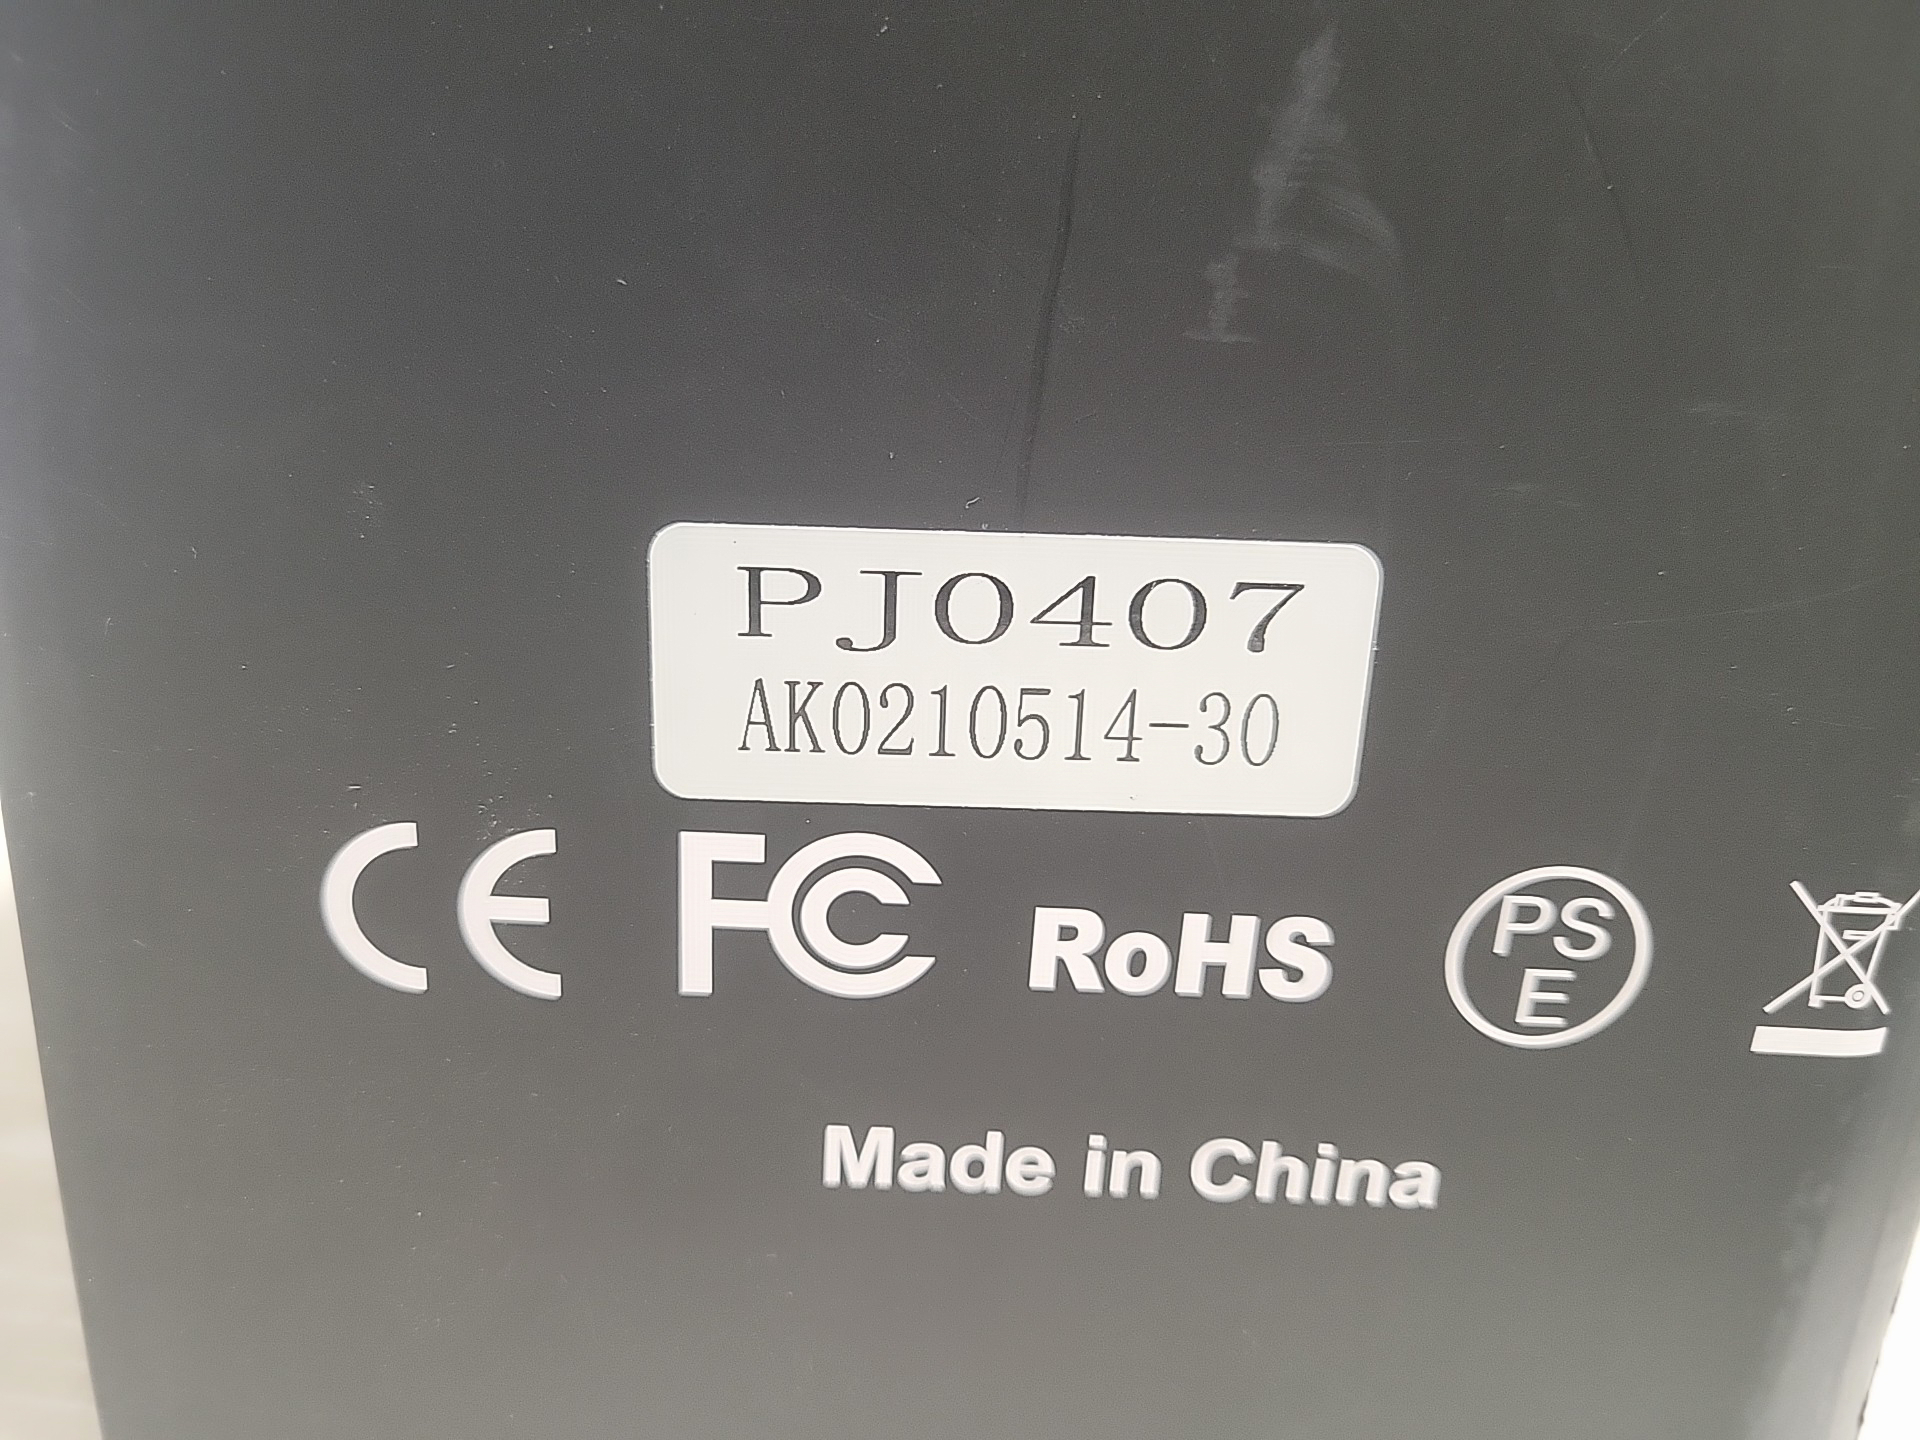 PJ0407
AK0210514-30
CE FC RoHS PS
E
Made in China